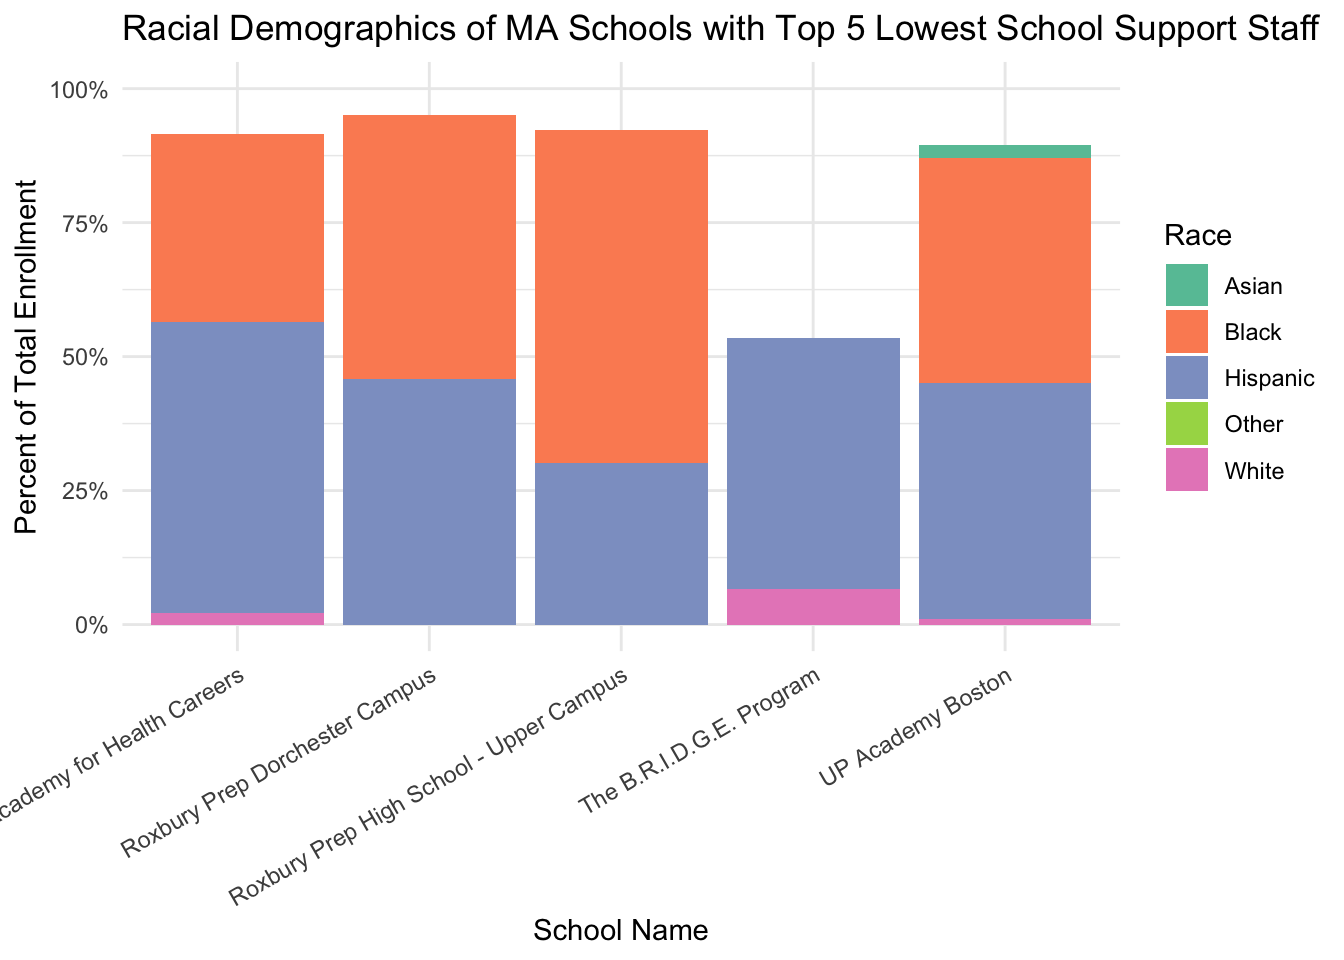 Racial Demographics of MA Schools with Top 5 Lowest School Support Staff
Percent of Total Enrollment
100%
75%
50%
25%
0%
Race
Asian
Black
Hispanic
Other
White
for Health Careers
Roxbury Prep Dorchester Campus
Roxbury Prep High School - Upper Campus
The B.R.I.D.G.E. Program
UP Academy Boston
School Name